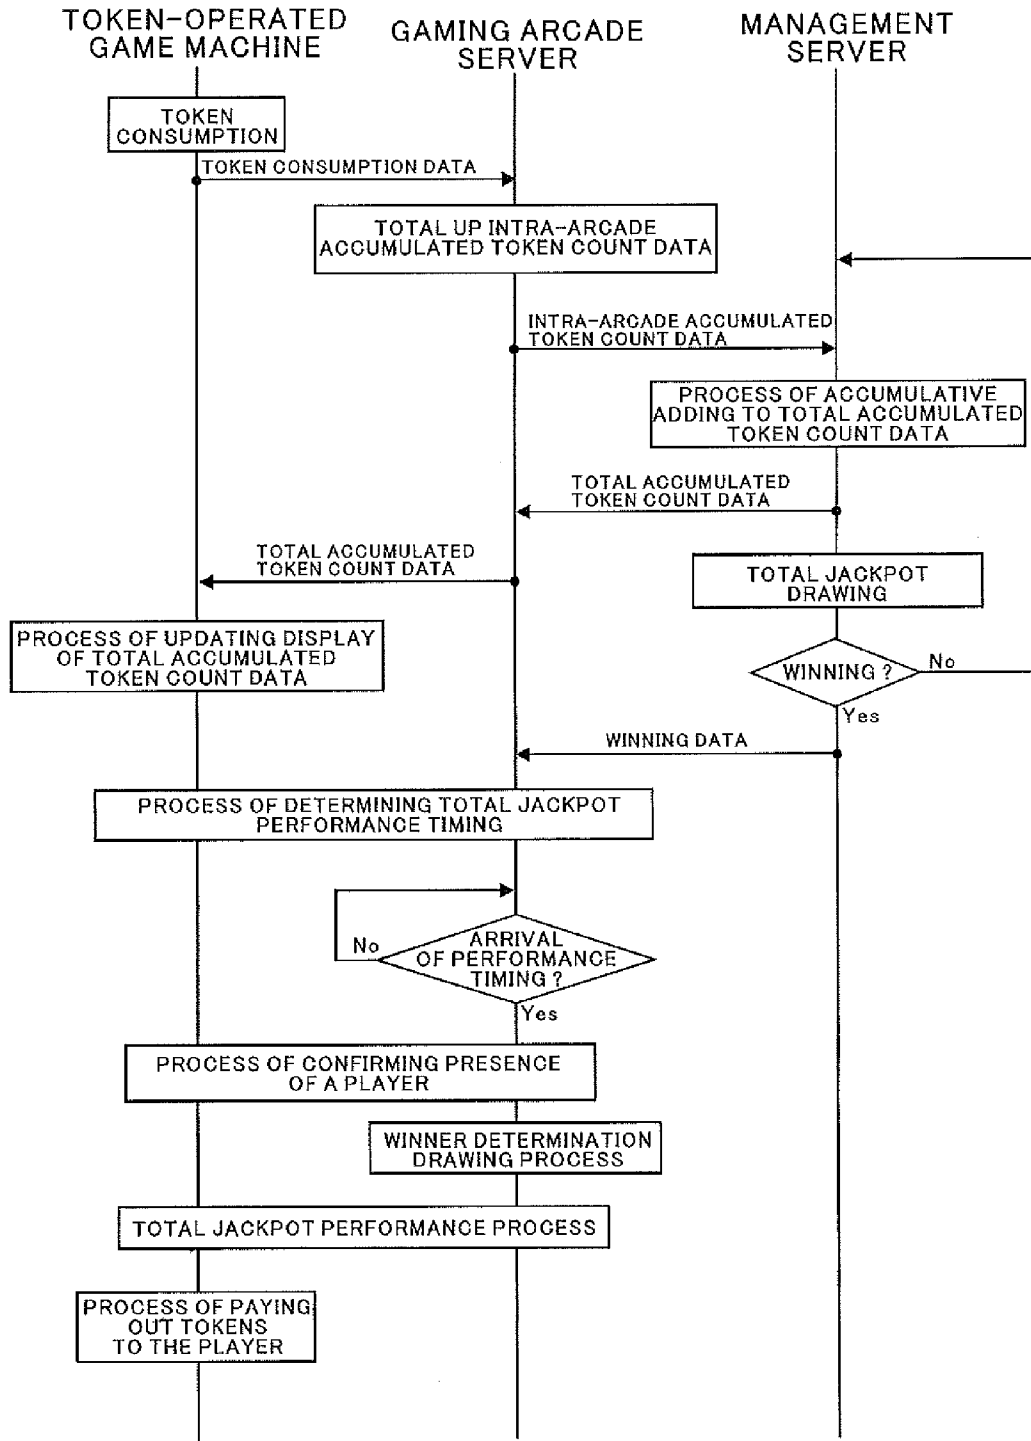 TOKEN-OPERATED
GAME MACHINE
GAMING ARCADE
SERVER
MANAGEMENT
SERVER
TOKEN
CONSUMPTION
TOKEN CONSUMPTION DATA
TOTAL UP INTRA-ARCADE
ACCUMULATED TOKEN COUNT DATA
INTRA-ARCADE ACCUMULATED
TOKEN COUNT DATA
PROCESS OF ACCUMULATIVE
ADDING TO TOTAL ACCUMULATED
TOKEN COUNT DATA
TOTAL ACCUMULATED
TOKEN COUNT DATA
TOTAL ACCUMULATED
TOKEN COUNT DATA
TOTAL JACKPOT
DRAWING
PROCESS OF UPDATING DISPLAY
OF TOTAL ACCUMULATED
TOKEN COUNT DATA
WINNING ?
No
Yes
WINNING DATA
PROCESS OF DETERMINING TOTAL JACKPOT
PERFORMANCE TIMING
ARRIVAL
OF PERFORMANCE
TIMING ?
No
Yes
PROCESS OF CONFIRMING PRESENCE
OF A PLAYER
WINNER DETERMINATION
DRAWING PROCESS
TOTAL JACKPOT PERFORMANCE PROCESS
PROCESS OF PAYING
OUT TOKENS
TO THE PLAYER